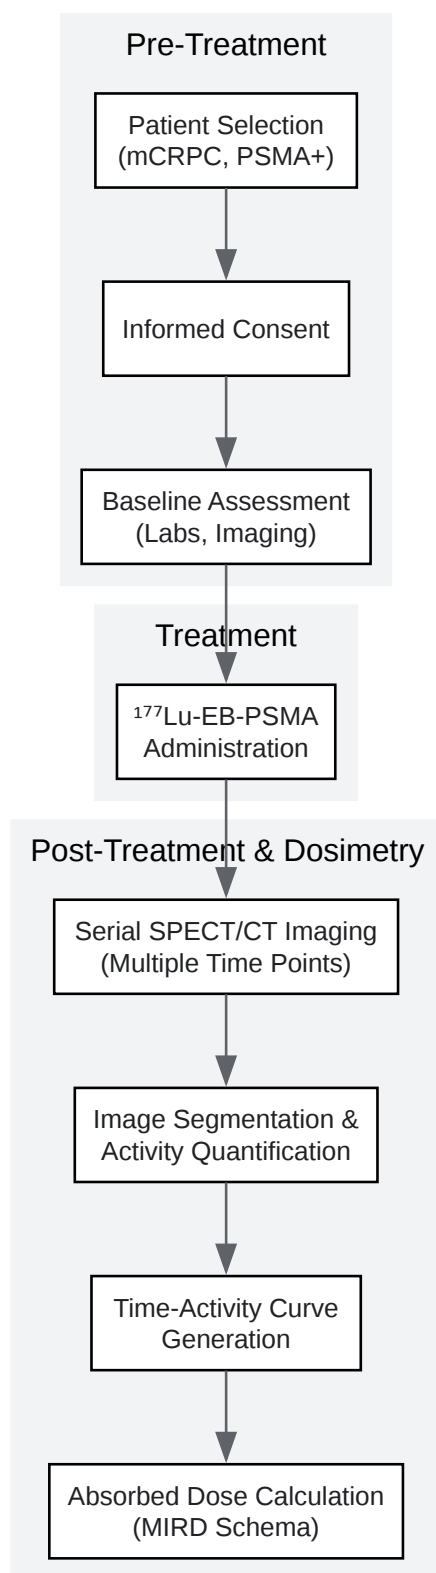 Pre-Treatment
Patient Selection
(mCRPC, PSMA+)
Informed Consent
Baseline Assessment
(Labs, Imaging)
Treatment
¹⁷⁷Lu-EB-PSMA
Administration
Post-Treatment & Dosimetry
Serial SPECT/CT Imaging
(Multiple Time Points)
Image Segmentation &
Activity Quantification
Time-Activity Curve
Generation
Absorbed Dose Calculation
(MIRD Schema)